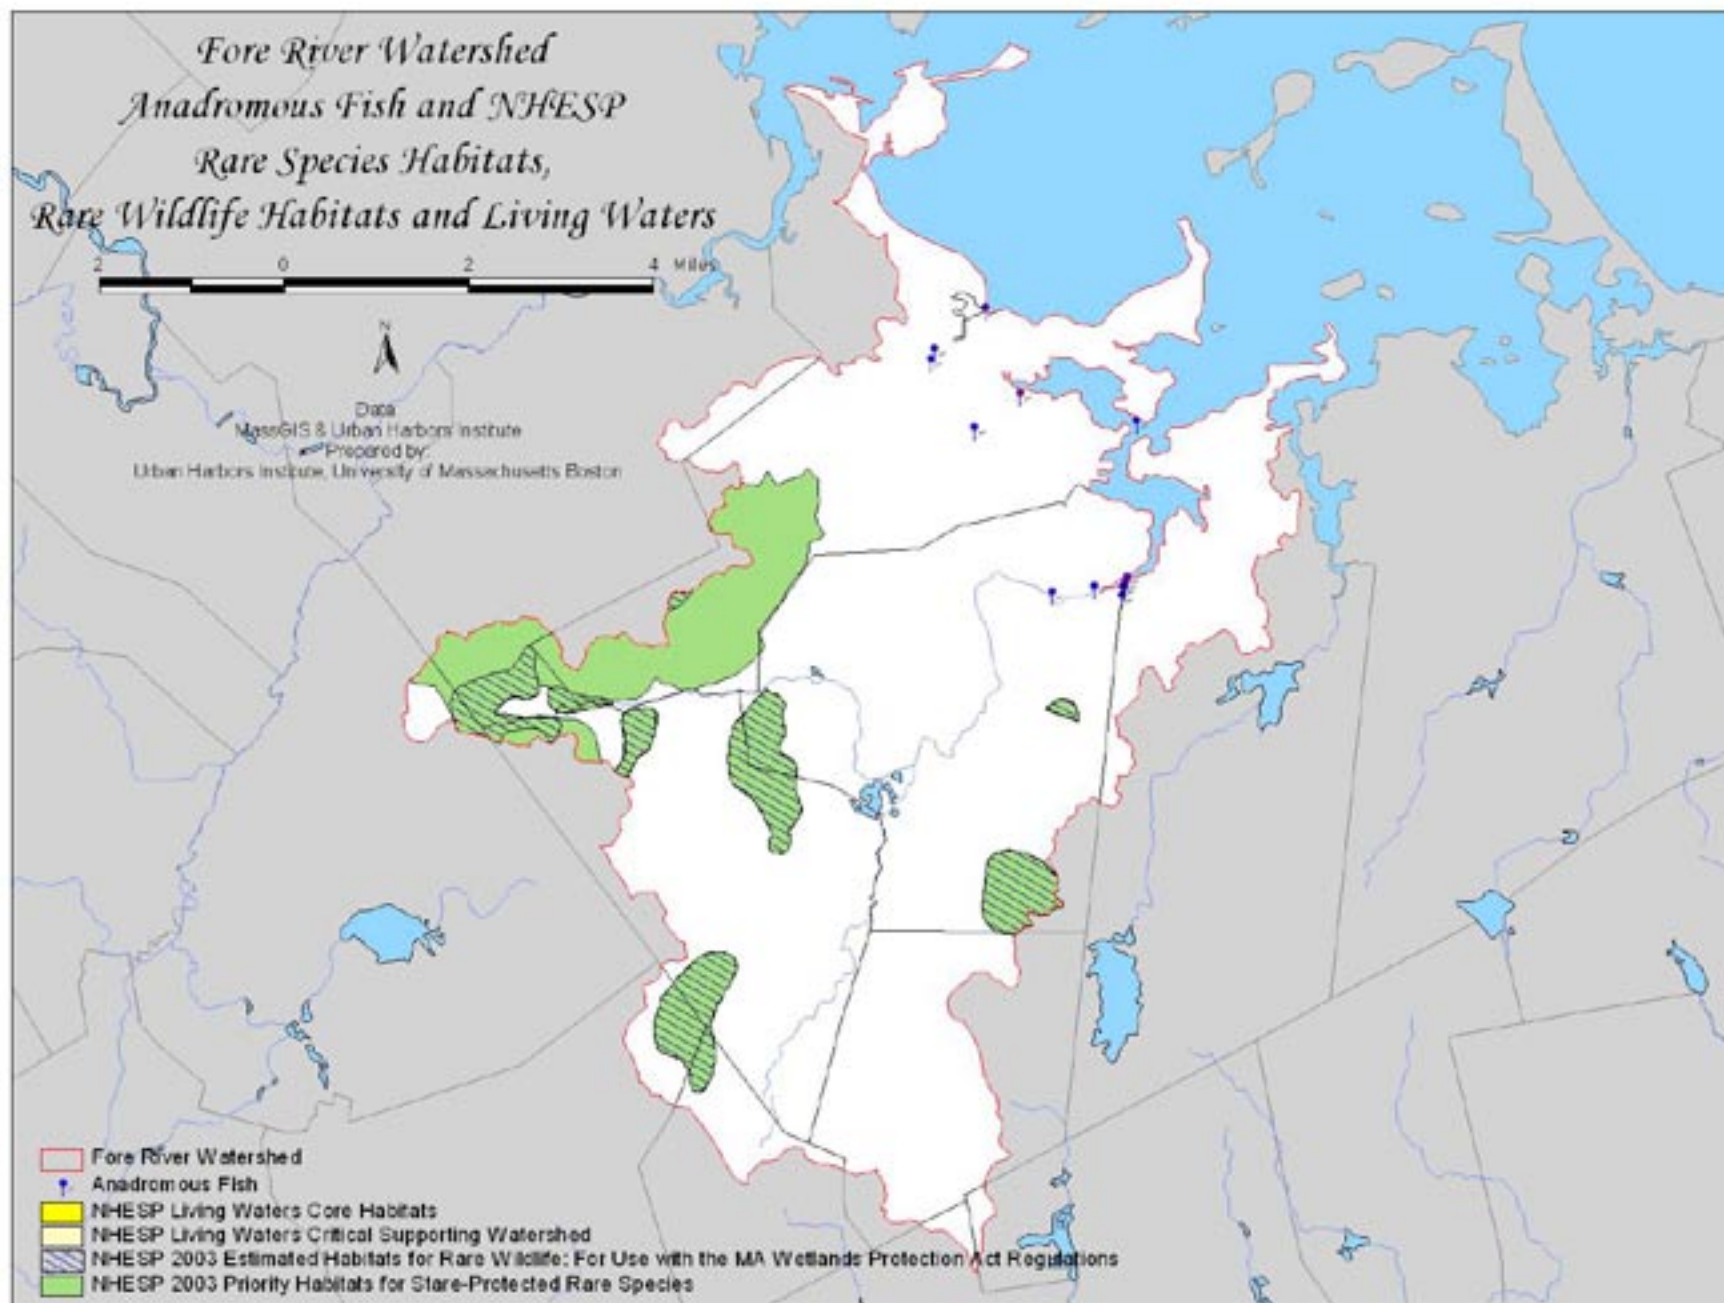 Fore River Watershed
Anadromous Fish and NHESP
Rare Species Habitats,
Rare Wildlife Habitats and Living Waters
2 0 2 4 Miles
N
Data
MassGIS & Urban Harbors Institute
Prepared by:
Urban Harbors Institute, University of Massachusetts Boston
Fore River Watershed
Anadromous Fish
NHESP Living Waters Core Habitats
NHESP Living Waters Critical Supporting Watershed
NHESP 2003 Estimated Habitats for Rare Wildlife: For Use with the MA Wetlands Protection Act Regulations
NHESP 2003 Priority Habitats for Stare-Protected Rare Species